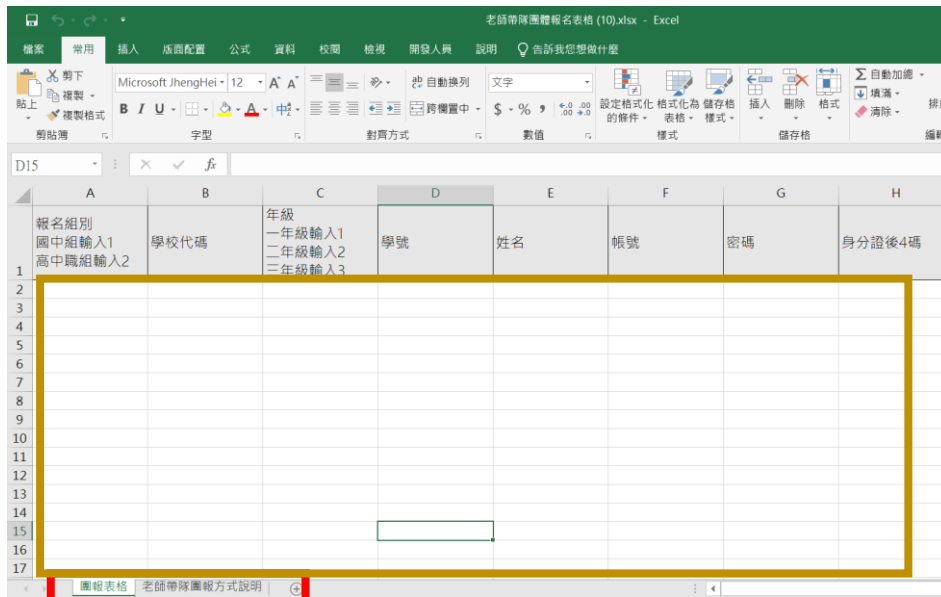 老師帶隊團體報名表格 (10).xlsx - Excel
檔案 常用 插入 版面配置 公式 資料 校閱 檢視 開發人員 說明 告訴我您想做什麼
剪下 Microsoft JhengHei 12 A A 自動換列 文字 自動加總
複製 填滿
貼上 複製格式 B I U A 中 跨欄置中 $ % 設定格式化的條件 格式化為表格 儲存格樣式 插入 刪除 格式 清除
剪貼簿 字型 對齊方式 數值 樣式 儲存格
D15 fx
A B C D E F G H
報名組別
國中組輸入1
高中職組輸入2
學校代碼
年級
一年級輸入1
二年級輸入2
三年級輸入3
學號
姓名
帳號
密碼
身分證後4碼
1
2
3
4
5
6
7
8
9
10
11
12
13
14
15
16
17
團報表格 老師帶隊團報方式說明